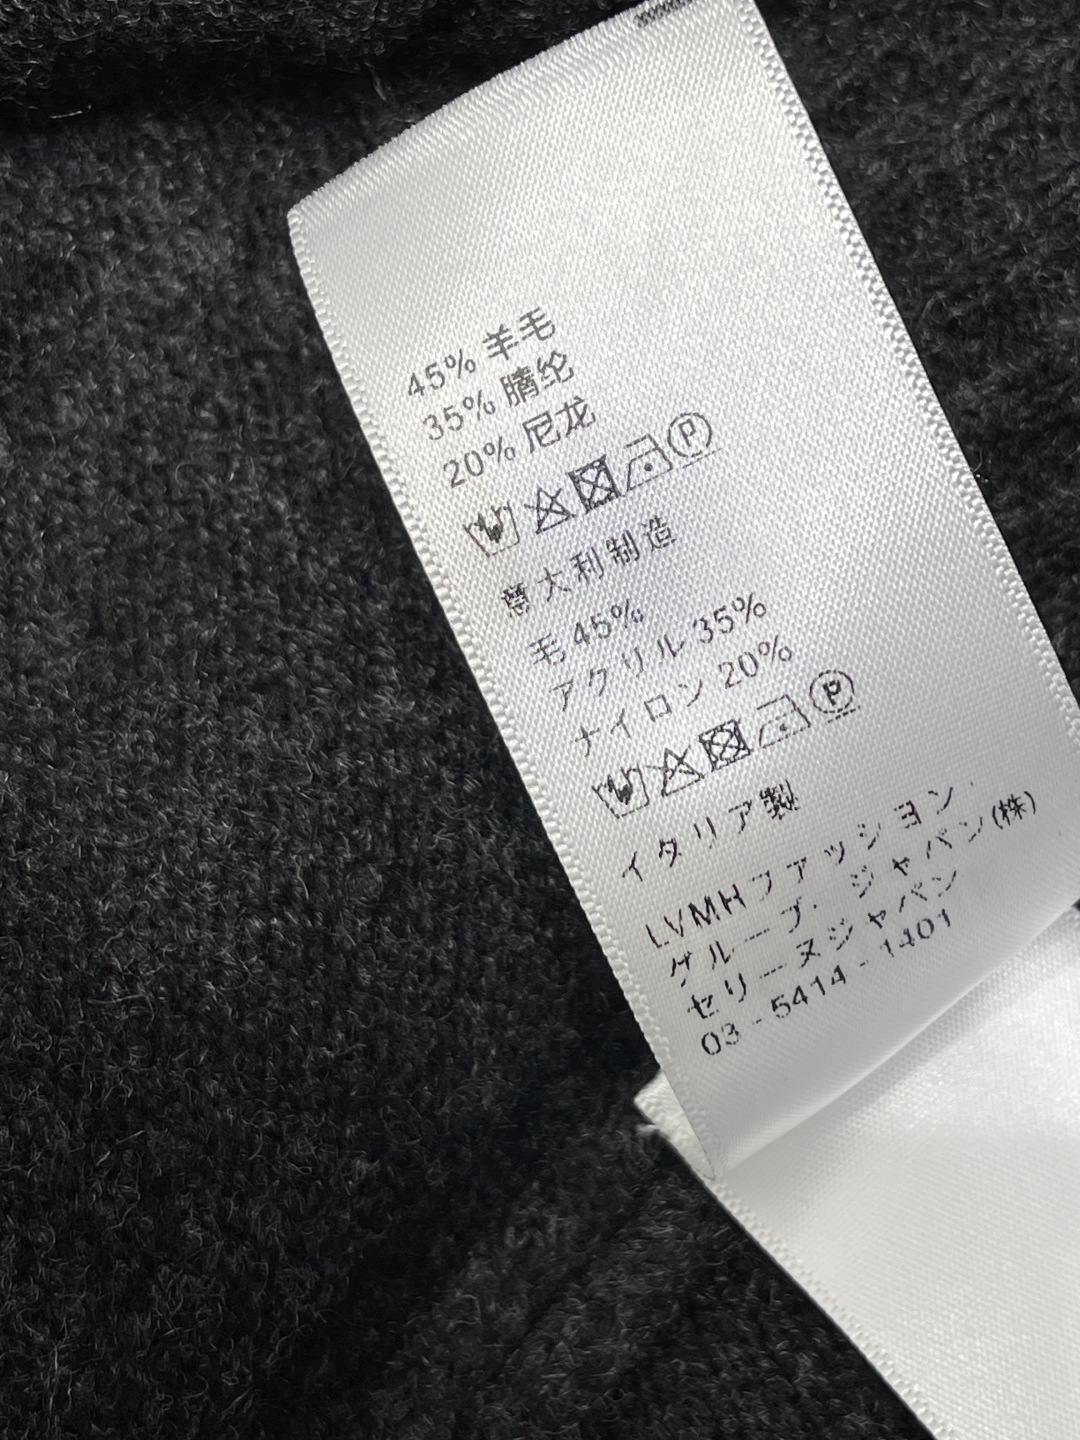 45% 羊毛
35% 腈纶
20% 尼龙
P
意大利制造
毛 45%
アクリル 35%
ナイロン 20%
P
イタリア製
LVMHファッション・
グループ・ジャパン(株)
セリーヌジャパン
03-5414-1401